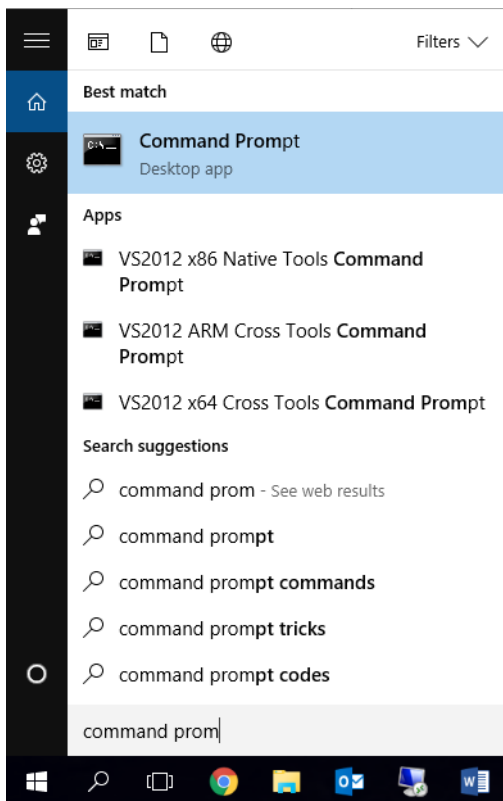 Filters
Best match
Command Prompt
Desktop app
Apps
VS2012 x86 Native Tools Command
Prompt
VS2012 ARM Cross Tools Command
Prompt
VS2012 x64 Cross Tools Command Prompt
Search suggestions
command prom - See web results
command prompt
command prompt commands
command prompt tricks
command prompt codes
command prom